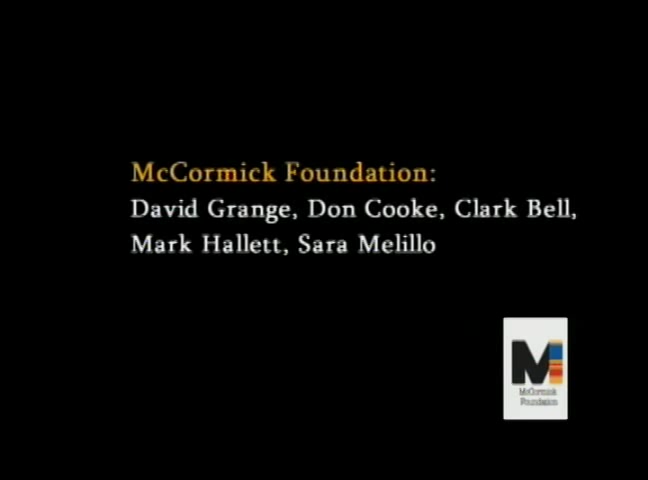 McCormick Foundation:
David Grange, Don Cooke, Clark Bell,
Mark Hallett, Sara Melillo
M
McCormick
Foundation